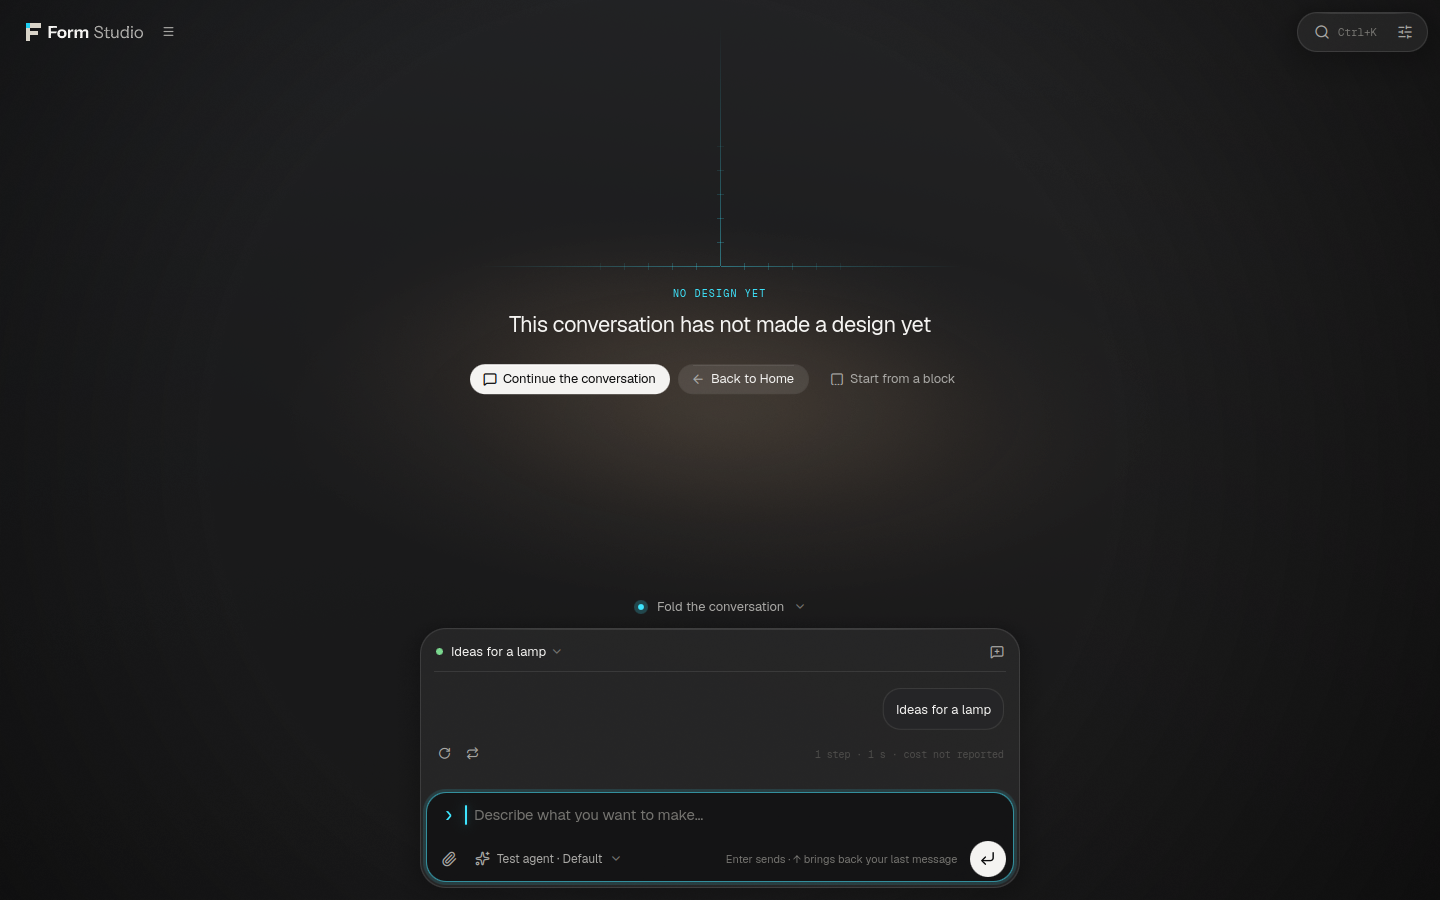 Form Studio
Ctrl+K
NO DESIGN YET
This conversation has not made a design yet
Continue the conversation
Back to Home
Start from a block
Fold the conversation
Ideas for a lamp
Ideas for a lamp
1 step · 1 s · cost not reported
Describe what you want to make...
Test agent · Default
Enter sends · ↑ brings back your last message